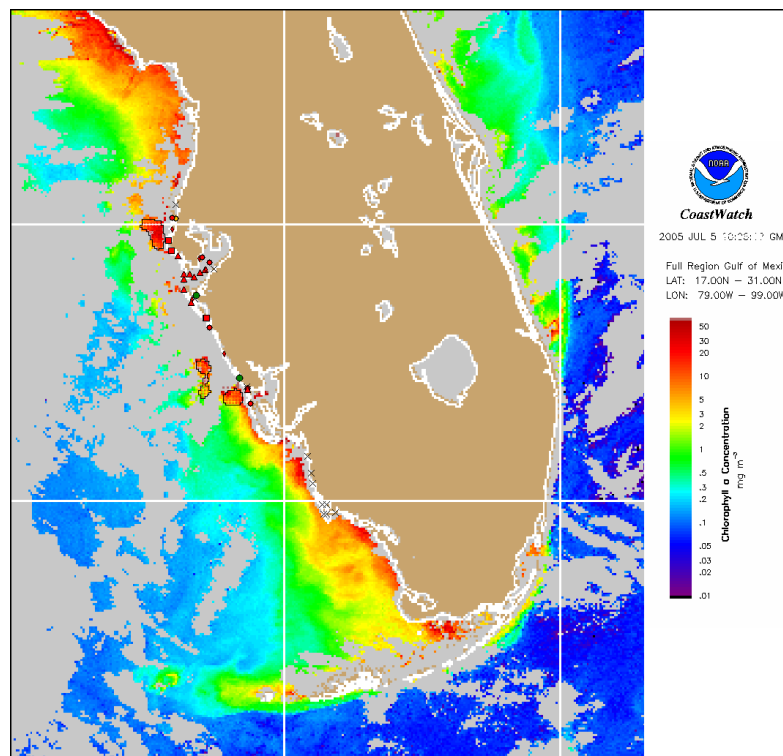 NOAA
CoastWatch
2005 JUL 5 GM
Full Region Gulf of Mexi
LAT: 17.00N – 31.00N
LON: 79.00W – 99.00W
50
30
20
10
5
3
2
1
.5
.3
.2
.1
.05
.03
.02
.01
Chlorophyll a Concentration
mg m⁻³